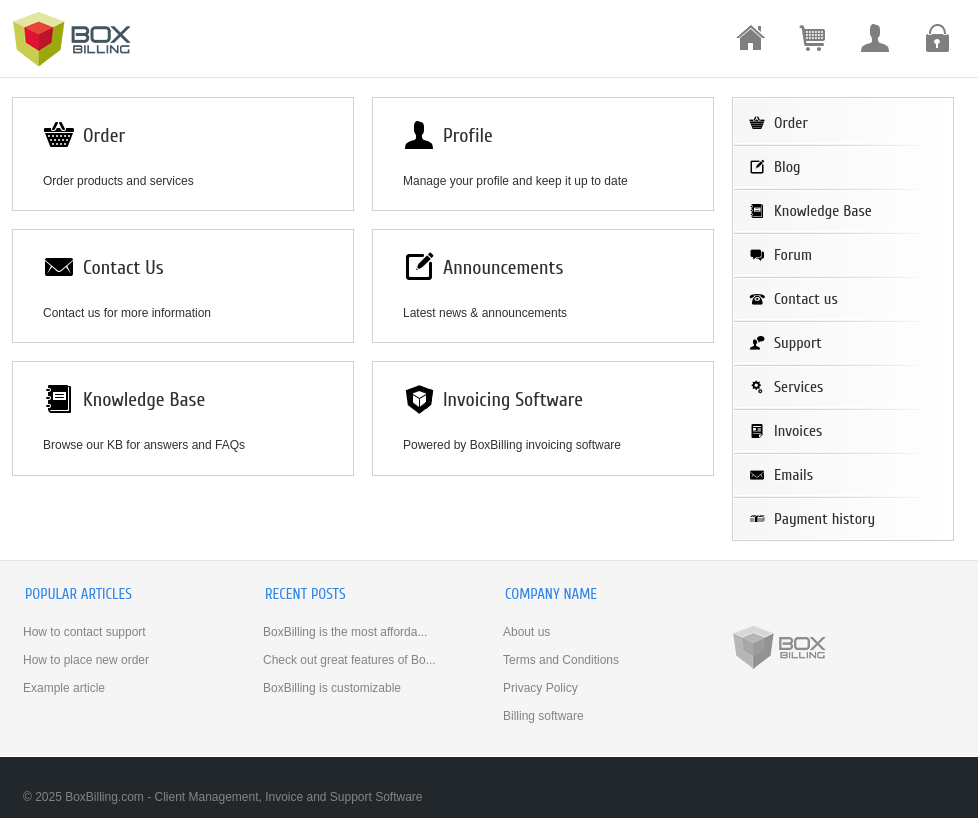 BOX
BILLING
Order
Order products and services
Profile
Manage your profile and keep it up to date
Contact Us
Contact us for more information
Announcements
Latest news & announcements
Knowledge Base
Browse our KB for answers and FAQs
Invoicing Software
Powered by BoxBilling invoicing software
Order
Blog
Knowledge Base
Forum
Contact us
Support
Services
Invoices
Emails
Payment history
POPULAR ARTICLES
How to contact support
How to place new order
Example article
RECENT POSTS
BoxBilling is the most afforda...
Check out great features of Bo...
BoxBilling is customizable
COMPANY NAME
About us
Terms and Conditions
Privacy Policy
Billing software
BOX
BILLING
© 2025 BoxBilling.com - Client Management, Invoice and Support Software